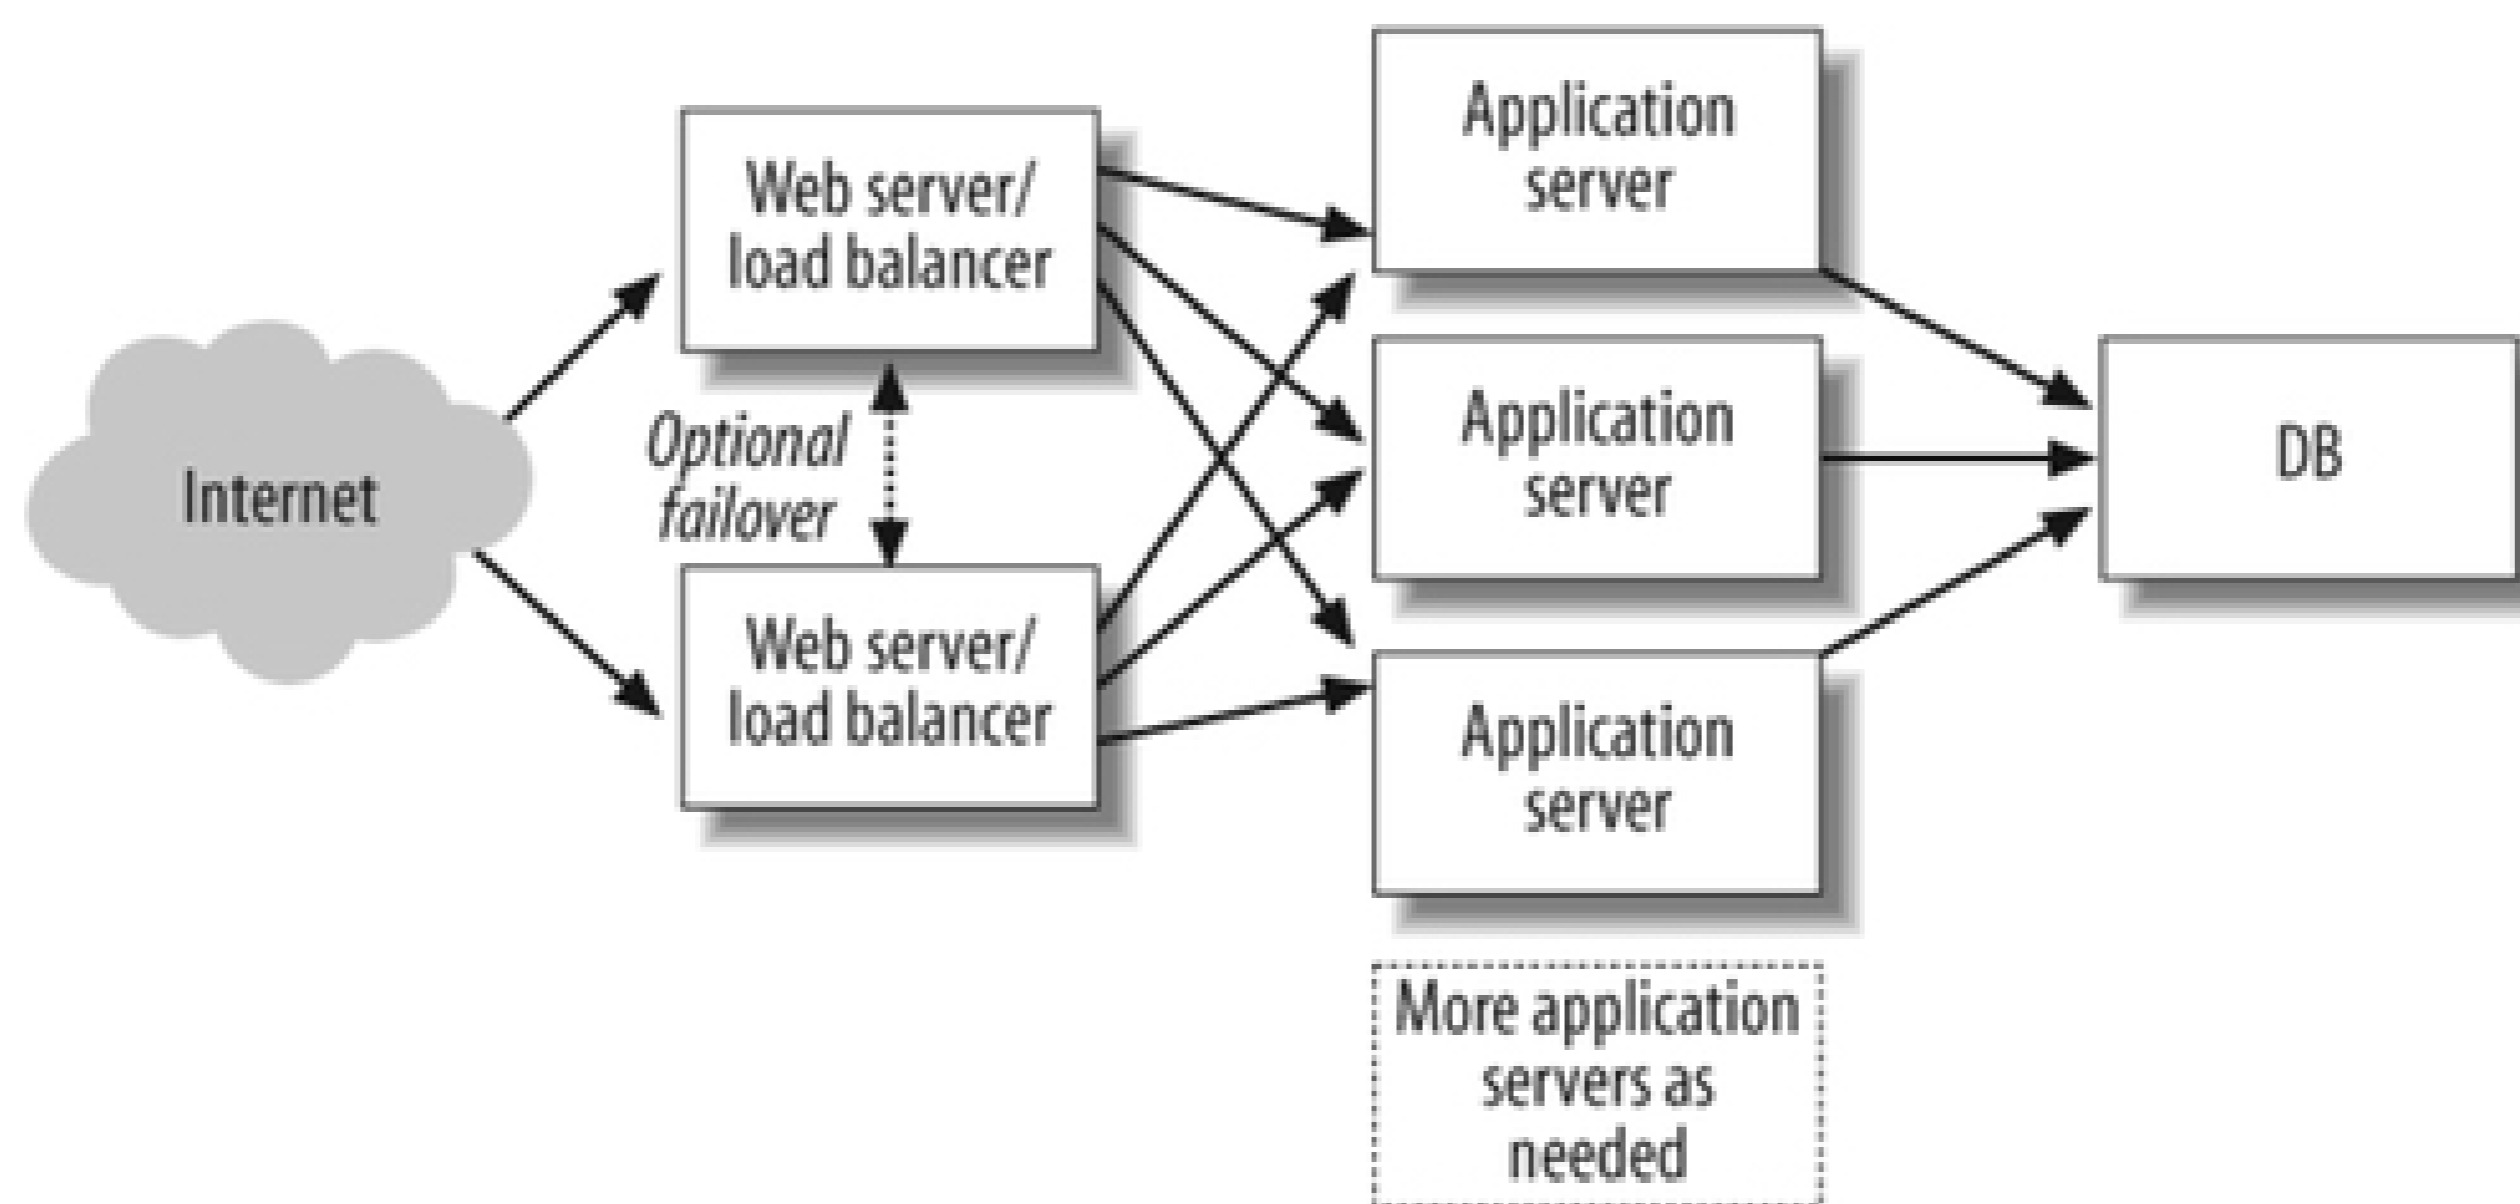 Internet
Web server/
load balancer
Optional
failover
Web server/
load balancer
Application
server
Application
server
Application
server
More application
servers as
needed
DB